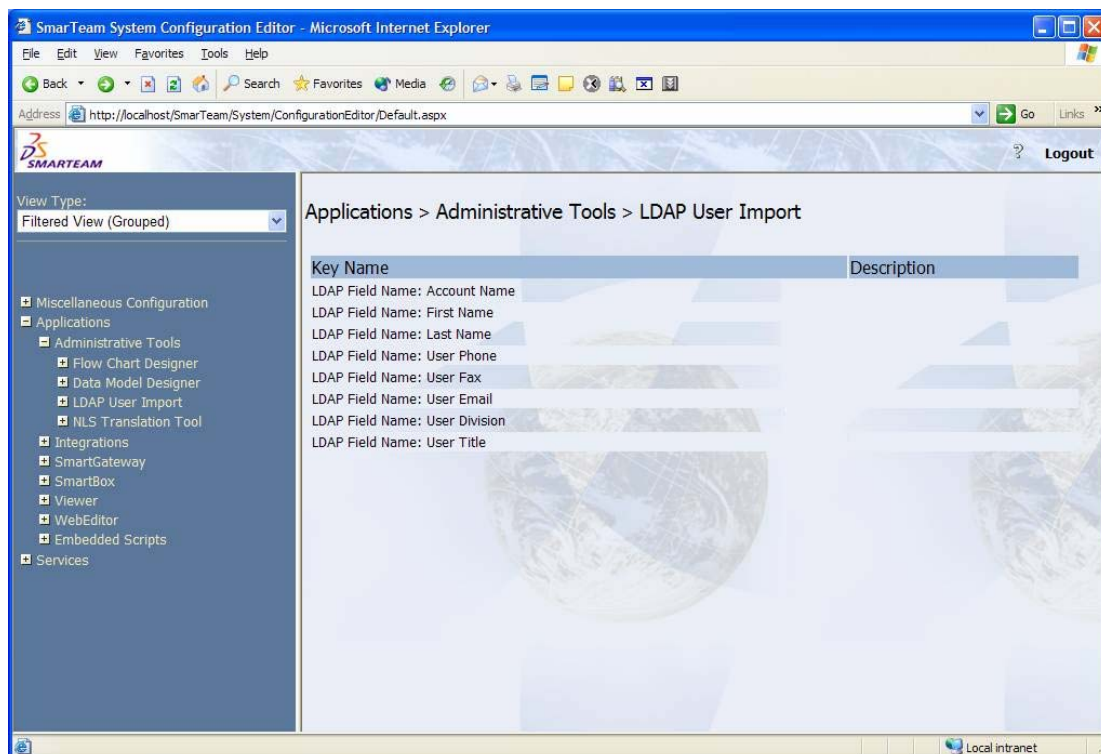 SmarTeam System Configuration Editor - Microsoft Internet Explorer
File Edit View Favorites Tools Help
Back Search Favorites Media
Address http://localhost/SmarTeam/System/ConfigurationEditor/Default.aspx Go Links »
3DS SMARTEAM
? Logout
View Type:
Filtered View (Grouped)
Miscellaneous Configuration
Applications
Administrative Tools
Flow Chart Designer
Data Model Designer
LDAP User Import
NLS Translation Tool
Integrations
SmartGateway
SmartBox
Viewer
WebEditor
Embedded Scripts
Services
Applications > Administrative Tools > LDAP User Import
Key Name Description
LDAP Field Name: Account Name
LDAP Field Name: First Name
LDAP Field Name: Last Name
LDAP Field Name: User Phone
LDAP Field Name: User Fax
LDAP Field Name: User Email
LDAP Field Name: User Division
LDAP Field Name: User Title
Local intranet